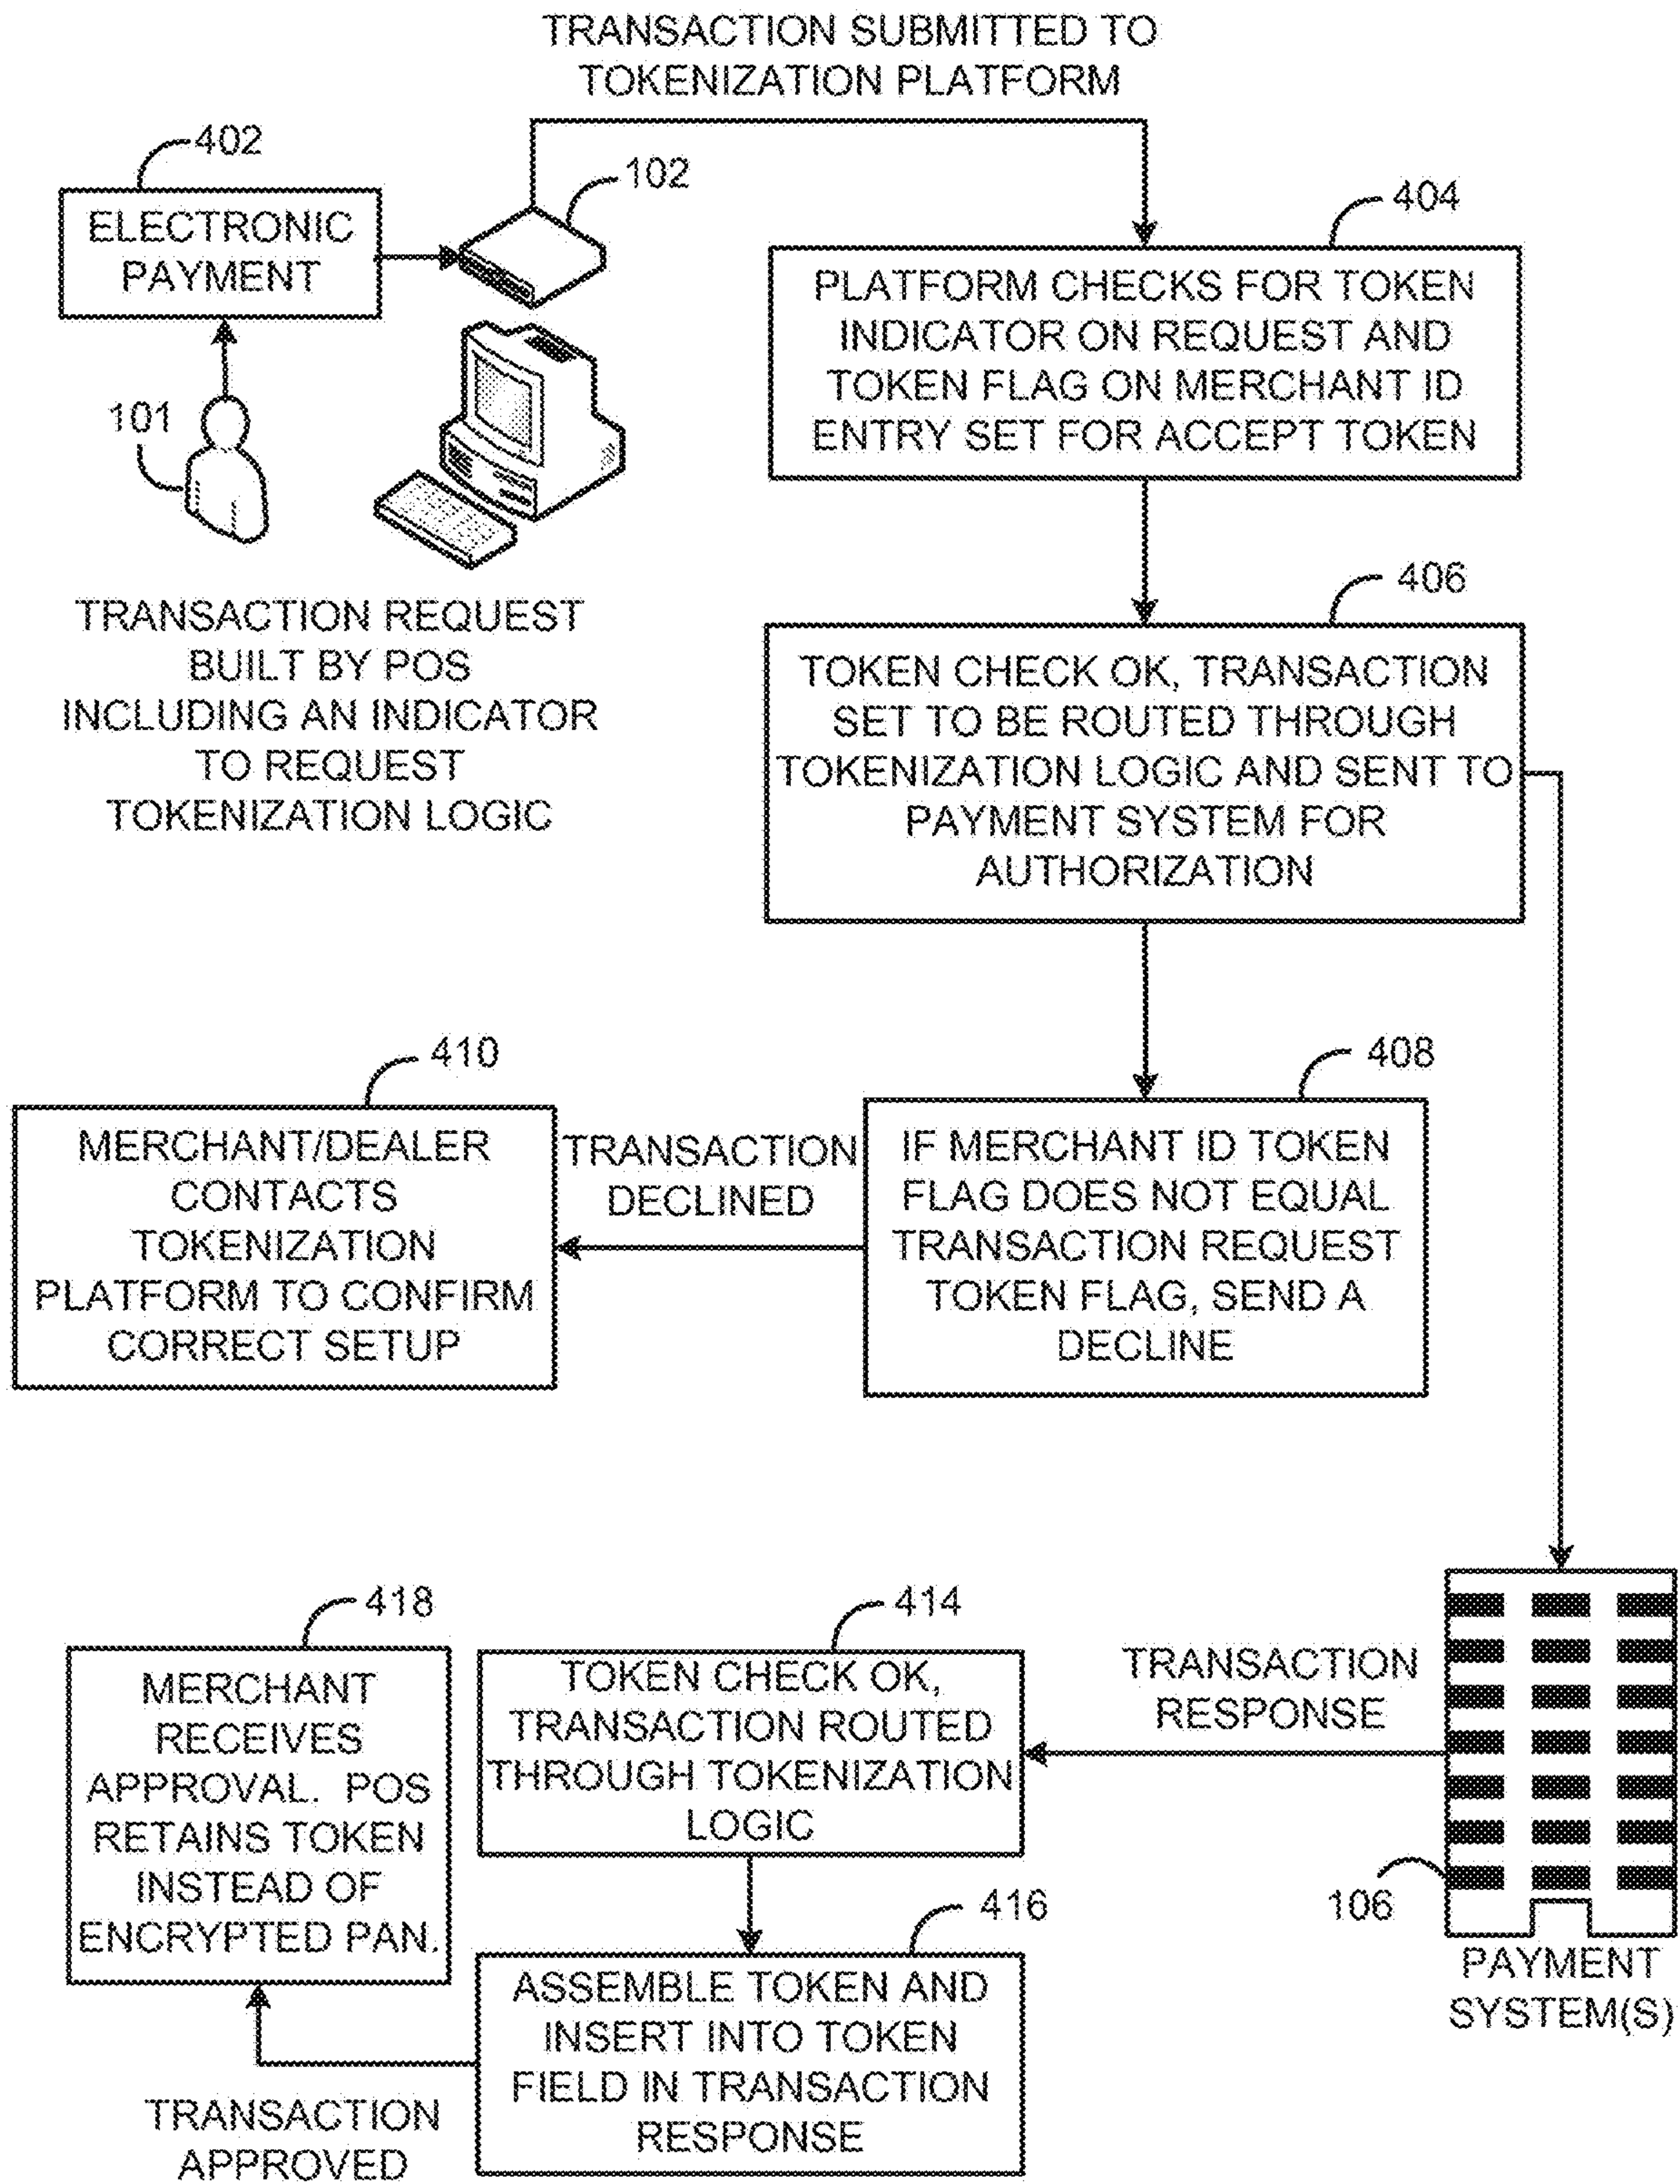 TRANSACTION SUBMITTED TO
TOKENIZATION PLATFORM
402
ELECTRONIC
PAYMENT
102
101
TRANSACTION REQUEST
BUILT BY POS
INCLUDING AN INDICATOR
TO REQUEST
TOKENIZATION LOGIC
404
PLATFORM CHECKS FOR TOKEN
INDICATOR ON REQUEST AND
TOKEN FLAG ON MERCHANT ID
ENTRY SET FOR ACCEPT TOKEN
406
TOKEN CHECK OK, TRANSACTION
SET TO BE ROUTED THROUGH
TOKENIZATION LOGIC AND SENT TO
PAYMENT SYSTEM FOR
AUTHORIZATION
408
IF MERCHANT ID TOKEN
FLAG DOES NOT EQUAL
TRANSACTION REQUEST
TOKEN FLAG, SEND A
DECLINE
TRANSACTION
DECLINED
410
MERCHANT/DEALER
CONTACTS
TOKENIZATION
PLATFORM TO CONFIRM
CORRECT SETUP
106
PAYMENT
SYSTEM(S)
TRANSACTION
RESPONSE
414
TOKEN CHECK OK,
TRANSACTION ROUTED
THROUGH TOKENIZATION
LOGIC
416
ASSEMBLE TOKEN AND
INSERT INTO TOKEN
FIELD IN TRANSACTION
RESPONSE
TRANSACTION
APPROVED
418
MERCHANT
RECEIVES
APPROVAL. POS
RETAINS TOKEN
INSTEAD OF
ENCRYPTED PAN.